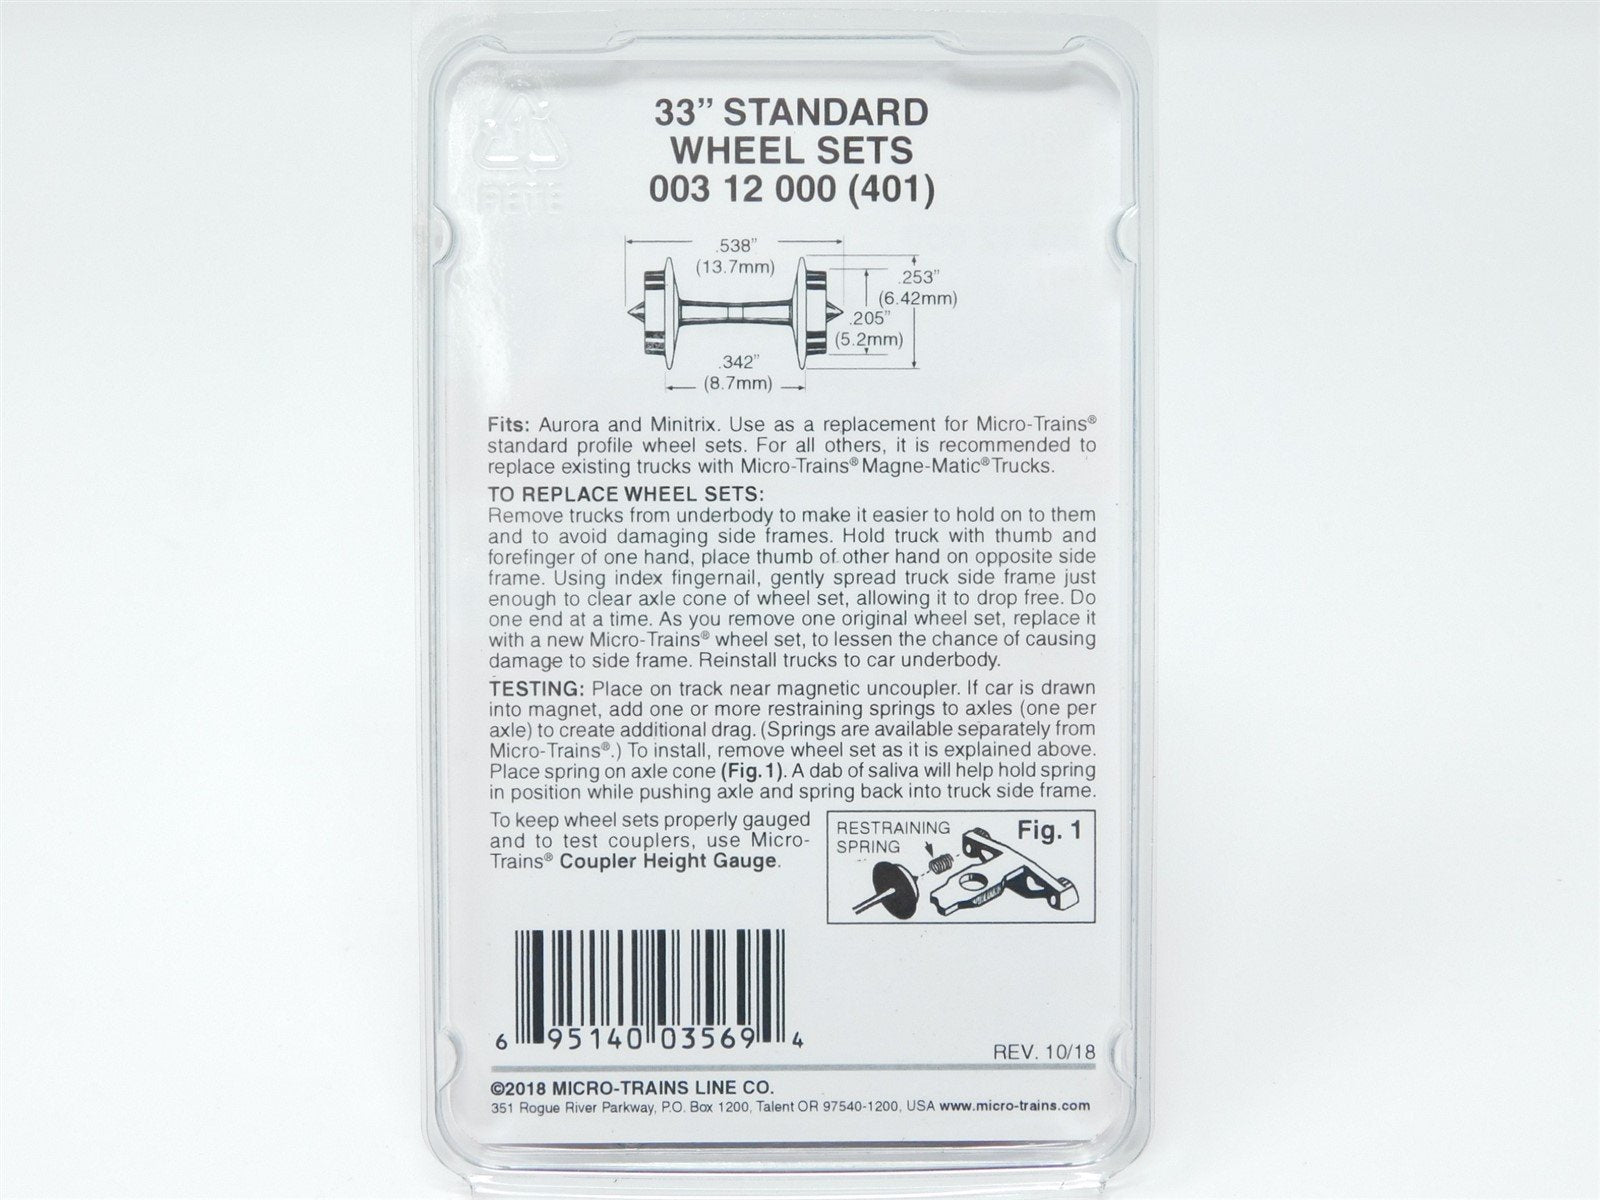 33” STANDARD
WHEEL SETS
003 12 000 (401)
PETE
.538”
(13.7mm)
.253”
(6.42mm)
.205”
(5.2mm)
.342”
(8.7mm)
Fits: Aurora and Minitrix. Use as a replacement for Micro-Trains®
standard profile wheel sets. For all others, it is recommended to
replace existing trucks with Micro-Trains® Magne-Matic® Trucks.
TO REPLACE WHEEL SETS:
Remove trucks from underbody to make it easier to hold on to them
and to avoid damaging side frames. Hold truck with thumb and
forefinger of one hand, place thumb of other hand on opposite side
frame. Using index fingernail, gently spread truck side frame just
enough to clear axle cone of wheel set, allowing it to drop free. Do
one end at a time. As you remove one original wheel set, replace it
with a new Micro-Trains® wheel set, to lessen the chance of causing
damage to side frame. Reinstall trucks to car underbody.
TESTING: Place on track near magnetic uncoupler. If car is drawn
into magnet, add one or more restraining springs to axles (one per
axle) to create additional drag. (Springs are available separately from
Micro-Trains®.) To install, remove wheel set as it is explained above.
Place spring on axle cone (Fig. 1). A dab of saliva will help hold spring
in position while pushing axle and spring back into truck side frame.
To keep wheel sets properly gauged
and to test couplers, use Micro-
Trains® Coupler Height Gauge.
RESTRAINING
SPRING
Fig. 1
6 95140 03569 4
REV. 10/18
©2018 MICRO-TRAINS LINE CO.
351 Rogue River Parkway, P.O. Box 1200, Talent OR 97540-1200, USA www.micro-trains.com